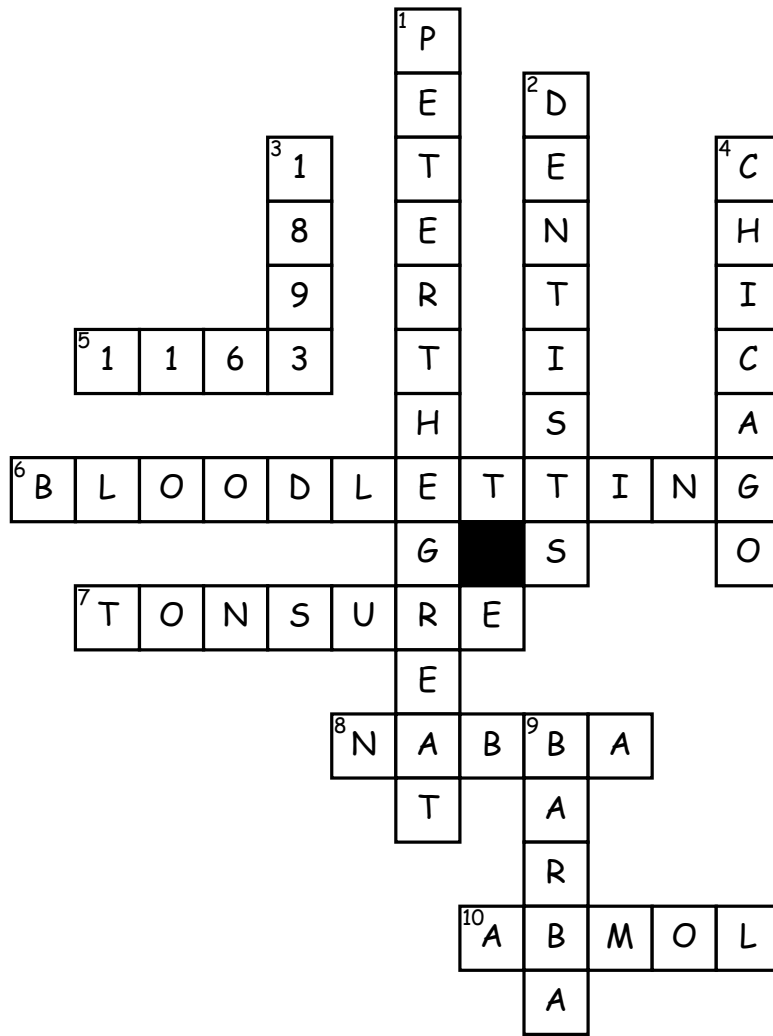 1 P
E 2 D
3 1 T E 4 C
8 E N H
9 R T I
5 1 1 6 3 T I C
H S A
6 B L O O D L E T T I N G
G S O
7 T O N S U R E
E
8 N A B 9 B A
T A
R
10 A B M O L
A